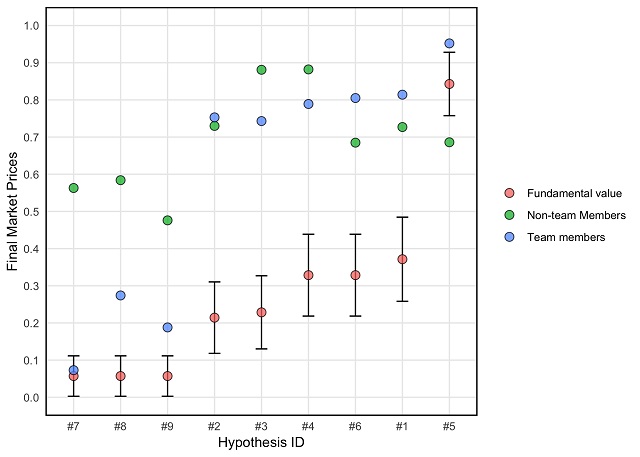 1.0
0.9
0.8
0.7
0.6
0.5
0.4
0.3
0.2
0.1
0.0
Final Market Prices
#7 #8 #9 #2 #3 #4 #6 #1 #5
Hypothesis ID
Fundamental value
Non-team Members
Team members